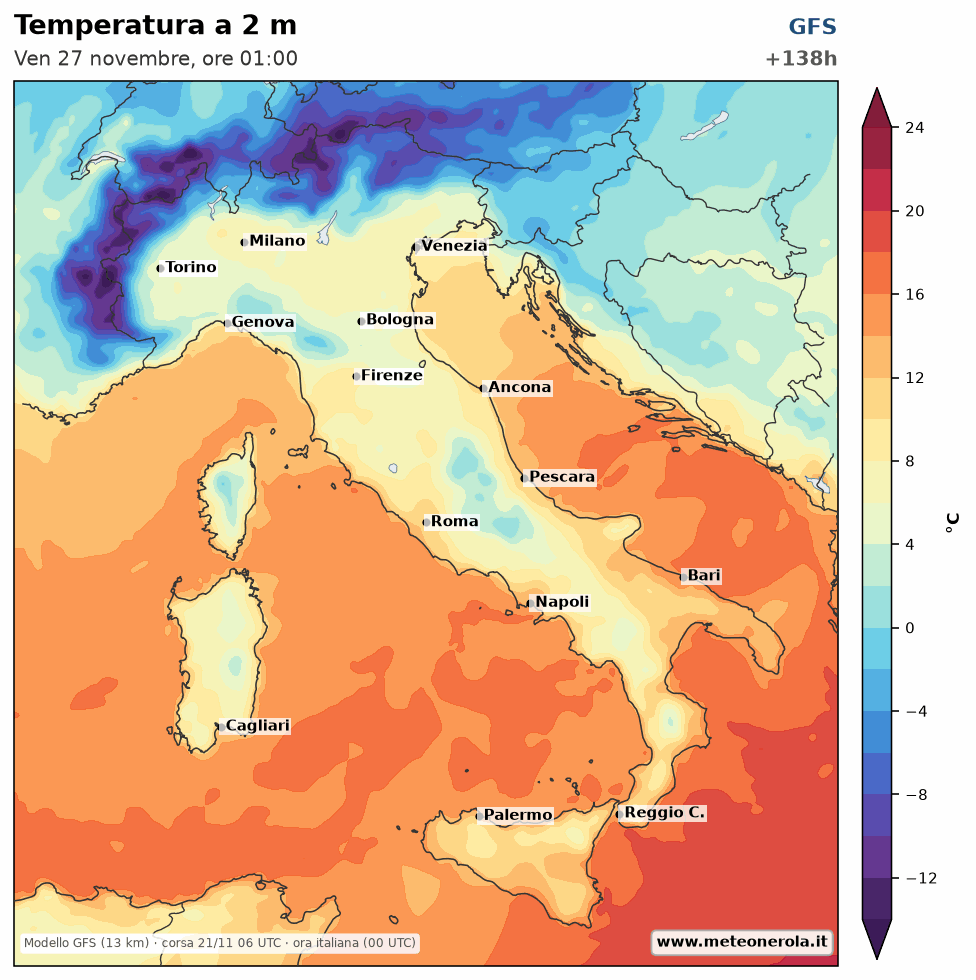 Temperatura a 2 m
GFS
Ven 27 novembre, ore 01:00
+138h
Milano
Venezia
Torino
Genova
Bologna
Firenze
Ancona
Pescara
Roma
Bari
Napoli
Cagliari
Palermo
Reggio C.
24
20
16
12
8
4
0
−4
−8
−12
°C
Modello GFS (13 km) · corsa 21/11 06 UTC · ora italiana (00 UTC)
www.meteonerola.it